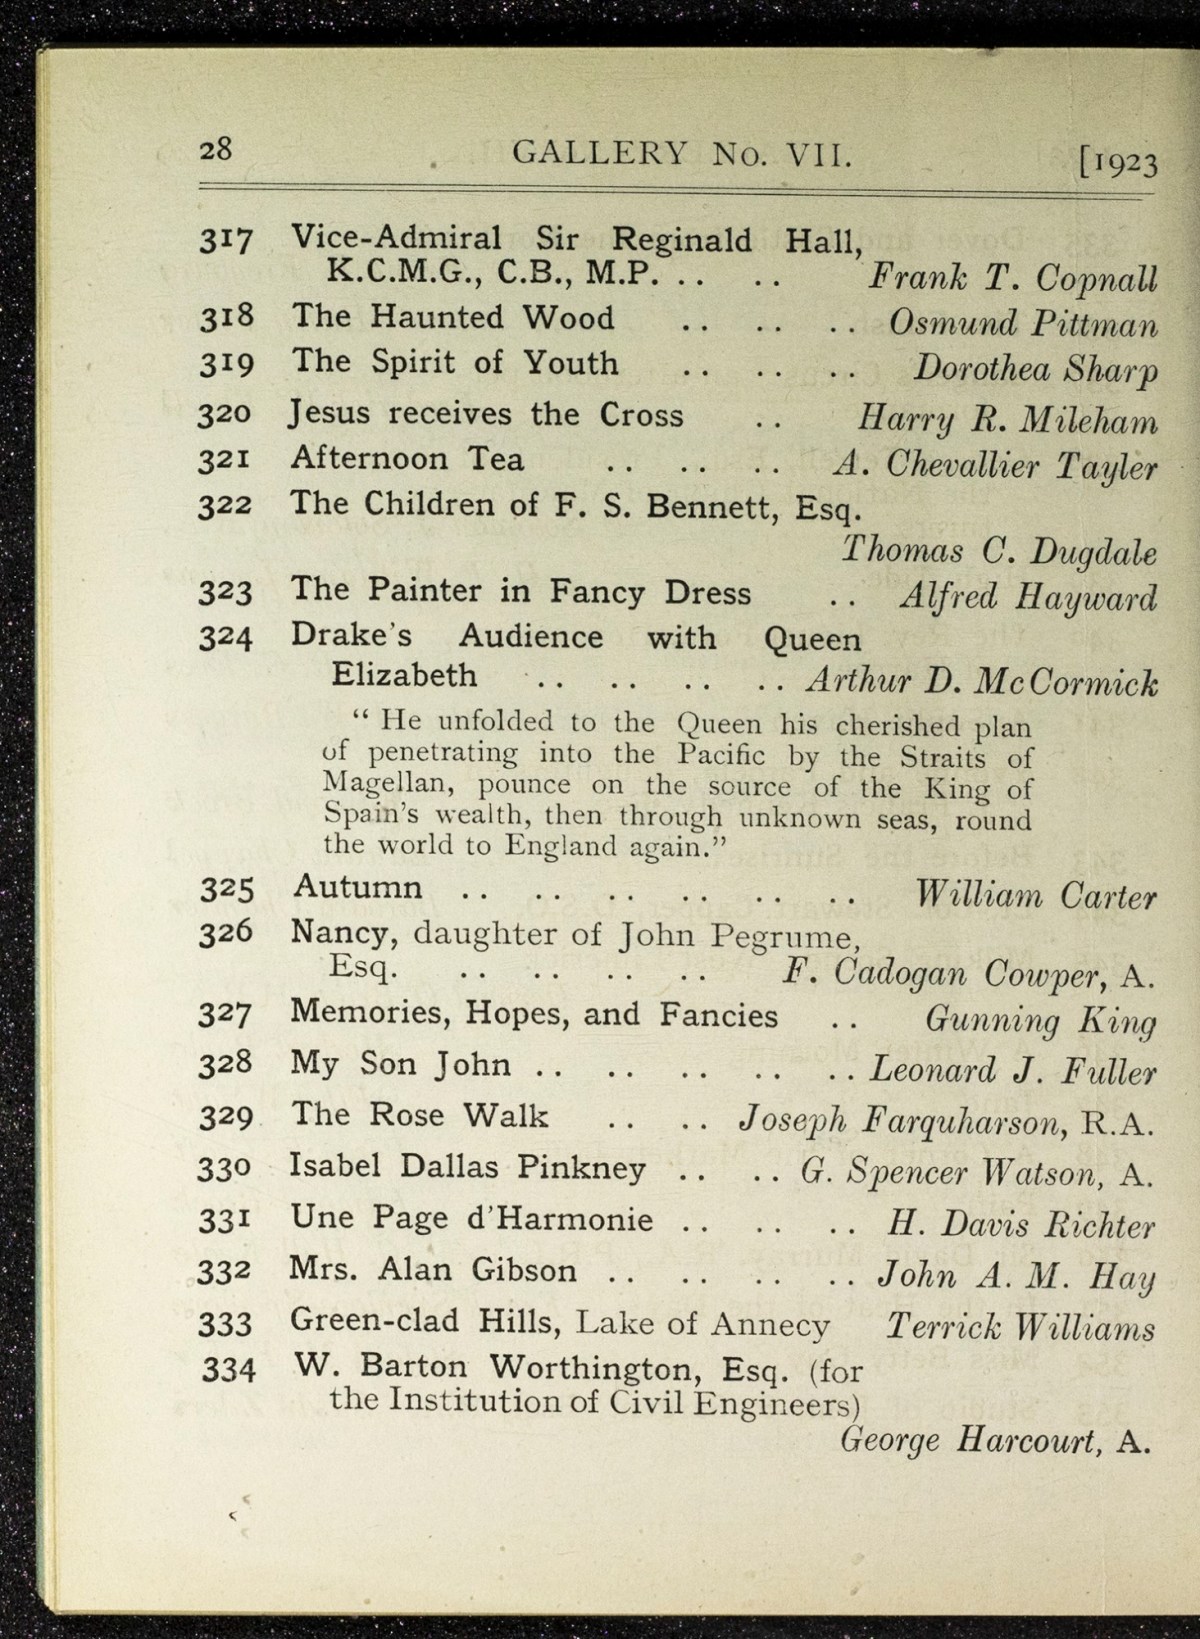 28 GALLERY No. VII. [1923
317 Vice-Admiral Sir Reginald Hall,
K.C.M.G., C.B., M.P. .. .. Frank T. Copnall
318 The Haunted Wood .. .. .. Osmund Pittman
319 The Spirit of Youth .. .. .. Dorothea Sharp
320 Jesus receives the Cross .. Harry R. Mileham
321 Afternoon Tea .. .. .. A. Chevallier Tayler
322 The Children of F. S. Bennett, Esq.
Thomas C. Dugdale
323 The Painter in Fancy Dress .. Alfred Hayward
324 Drake's Audience with Queen
Elizabeth .. .. .. .. Arthur D. McCormick
“ He unfolded to the Queen his cherished plan
of penetrating into the Pacific by the Straits of
Magellan, pounce on the source of the King of
Spain's wealth, then through unknown seas, round
the world to England again.”
325 Autumn .. .. .. .. .. .. William Carter
326 Nancy, daughter of John Pegrume,
Esq. .. .. .. .. F. Cadogan Cowper, A.
327 Memories, Hopes, and Fancies .. Gunning King
328 My Son John .. .. .. .. .. Leonard J. Fuller
329 The Rose Walk .. .. Joseph Farquharson, R.A.
330 Isabel Dallas Pinkney .. .. G. Spencer Watson, A.
331 Une Page d'Harmonie .. .. .. H. Davis Richter
332 Mrs. Alan Gibson .. .. .. .. John A. M. Hay
333 Green-clad Hills, Lake of Annecy Terrick Williams
334 W. Barton Worthington, Esq. (for
the Institution of Civil Engineers)
George Harcourt, A.